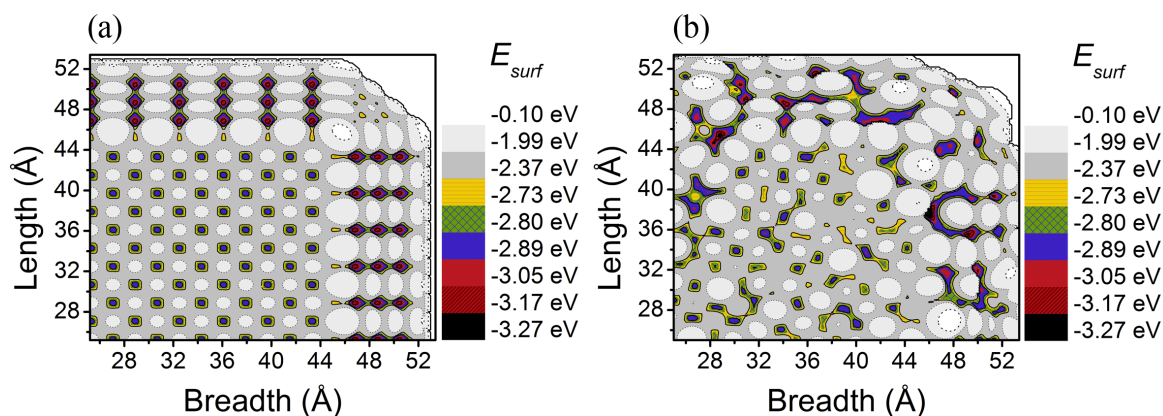 (a)
E surf
52
48
44
40
36
32
28
Length (Å)
28 32 36 40 44 48 52
Breadth (Å)
-0.10 eV
-1.99 eV
-2.37 eV
-2.73 eV
-2.80 eV
-2.89 eV
-3.05 eV
-3.17 eV
-3.27 eV
(b)
E surf
52
48
44
40
36
32
28
Length (Å)
28 32 36 40 44 48 52
Breadth (Å)
-0.10 eV
-1.99 eV
-2.37 eV
-2.73 eV
-2.80 eV
-2.89 eV
-3.05 eV
-3.17 eV
-3.27 eV